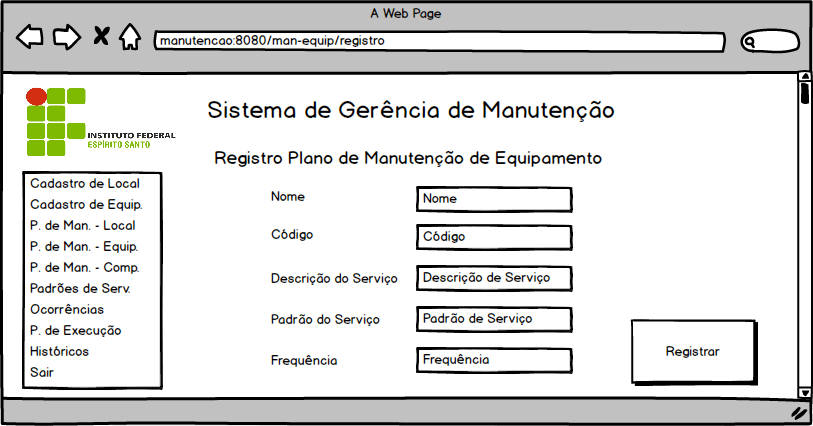 A Web Page
manutencao:8080/man-equip/registro
INSTITUTO FEDERAL
ESPÍRITO SANTO
Sistema de Gerência de Manutenção
Registro Plano de Manutenção de Equipamento
Cadastro de Local
Cadastro de Equip.
P. de Man. - Local
P. de Man. - Equip.
P. de Man. - Comp.
Padrões de Serv.
Ocorrências
P. de Execução
Históricos
Sair
Nome Nome
Código Código
Descrição do Serviço Descrição de Serviço
Padrão do Serviço Padrão de Serviço
Frequência Frequência
Registrar